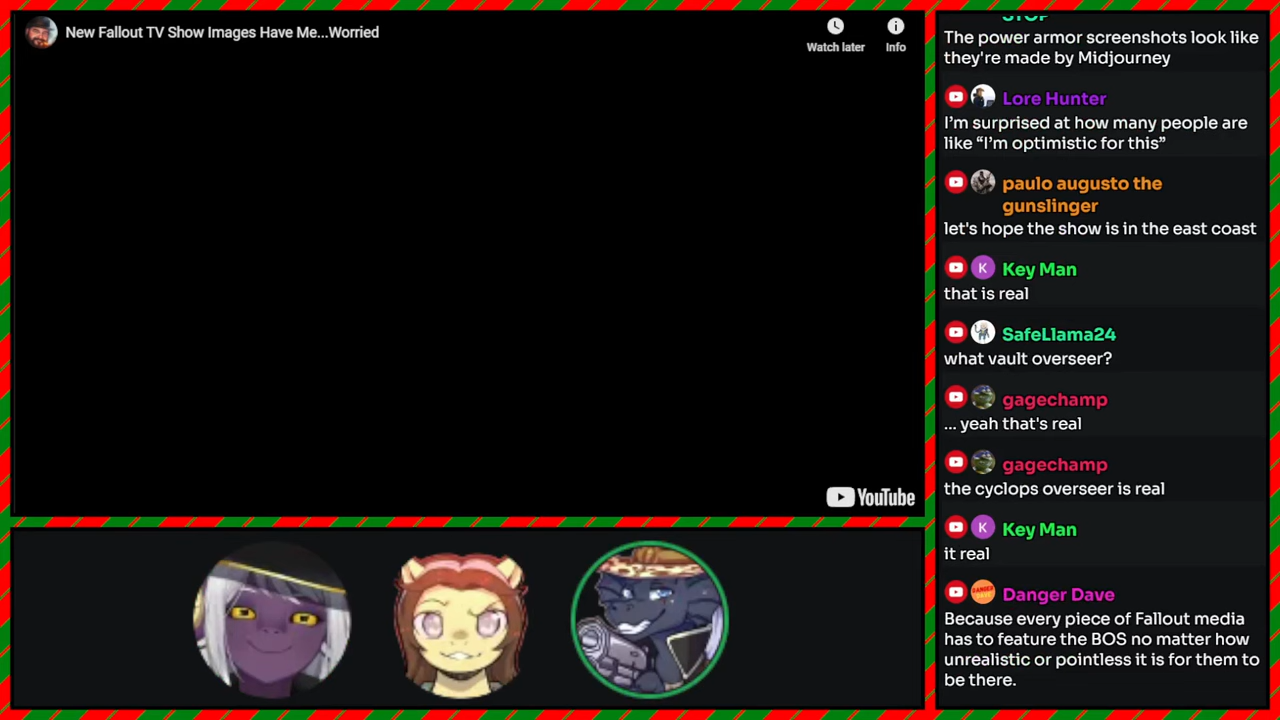 New Fallout TV Show Images Have Me...Worried
Watch later
Info
YouTube
STOP
The power armor screenshots look like
they're made by Midjourney
Lore Hunter
I’m surprised at how many people are
like “I’m optimistic for this”
paulo augusto the
gunslinger
let's hope the show is in the east coast
K
Key Man
that is real
SafeLlama24
what vault overseer?
gagechamp
... yeah that's real
gagechamp
the cyclops overseer is real
K
Key Man
it real
DANGER
DAVE
Danger Dave
Because every piece of Fallout media
has to feature the BOS no matter how
unrealistic or pointless it is for them to
be there.